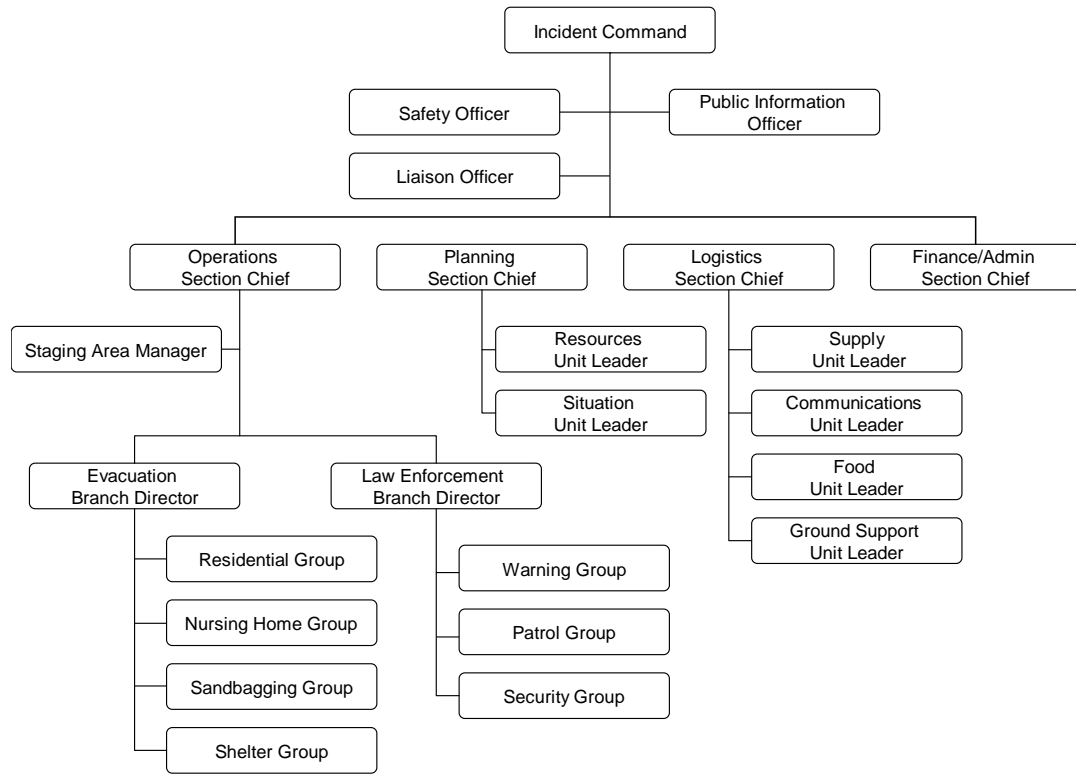 Incident Command
Safety Officer
Public Information
Officer
Liaison Officer
Operations
Section Chief
Planning
Section Chief
Logistics
Section Chief
Finance/Admin
Section Chief
Staging Area Manager
Resources
Unit Leader
Situation
Unit Leader
Supply
Unit Leader
Communications
Unit Leader
Food
Unit Leader
Ground Support
Unit Leader
Evacuation
Branch Director
Law Enforcement
Branch Director
Residential Group
Nursing Home Group
Sandbagging Group
Shelter Group
Warning Group
Patrol Group
Security Group